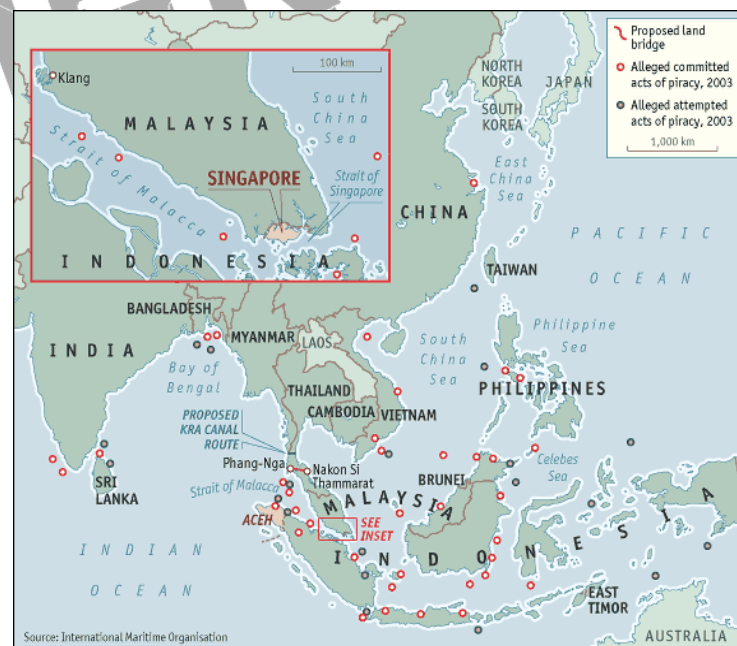 Proposed land
bridge
Alleged committed
acts of piracy, 2003
Alleged attempted
acts of piracy, 2003
1,000 km
100 km
Klang
MALAYSIA
South
China
Sea
Strait of Malacca
SINGAPORE
Strait of
Singapore
INDONESIA
NORTH
KOREA
JAPAN
SOUTH
KOREA
East
China
Sea
CHINA
PACIFIC
OCEAN
TAIWAN
BANGLADESH
INDIA
MYANMAR
LAOS
Bay of
Bengal
South
China
Sea
Philippine
Sea
THAILAND
PHILIPPINES
CAMBODIA
VIETNAM
PROPOSED
KRA CANAL
ROUTE
Phang-Nga
Nakon Si
Thammarat
BRUNEI
Celebes
Sea
SRI
LANKA
Strait of Malacca
MALAYSIA
ACEH
SEE
INSET
INDIAN
OCEAN
INDONESIA
EAST
TIMOR
AUSTRALIA
Source: International Maritime Organisation